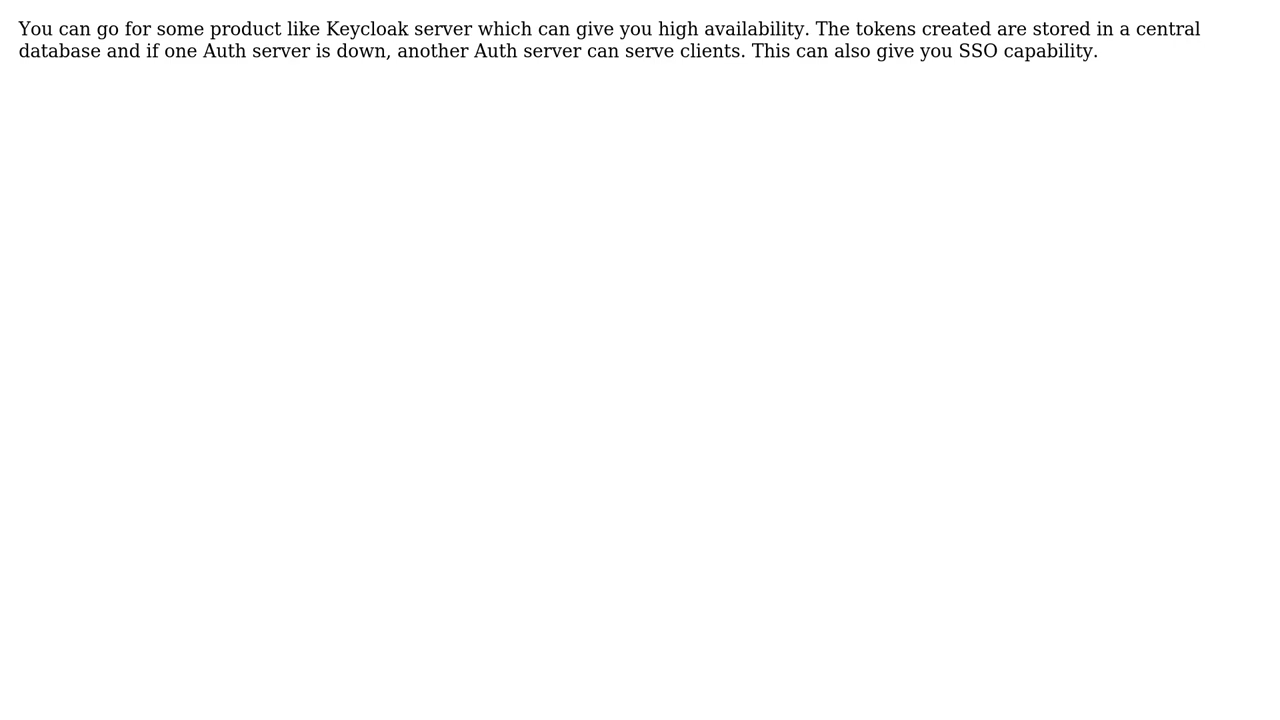 You can go for some product like Keycloak server which can give you high availability. The tokens created are stored in a central
database and if one Auth server is down, another Auth server can serve clients. This can also give you SSO capability.